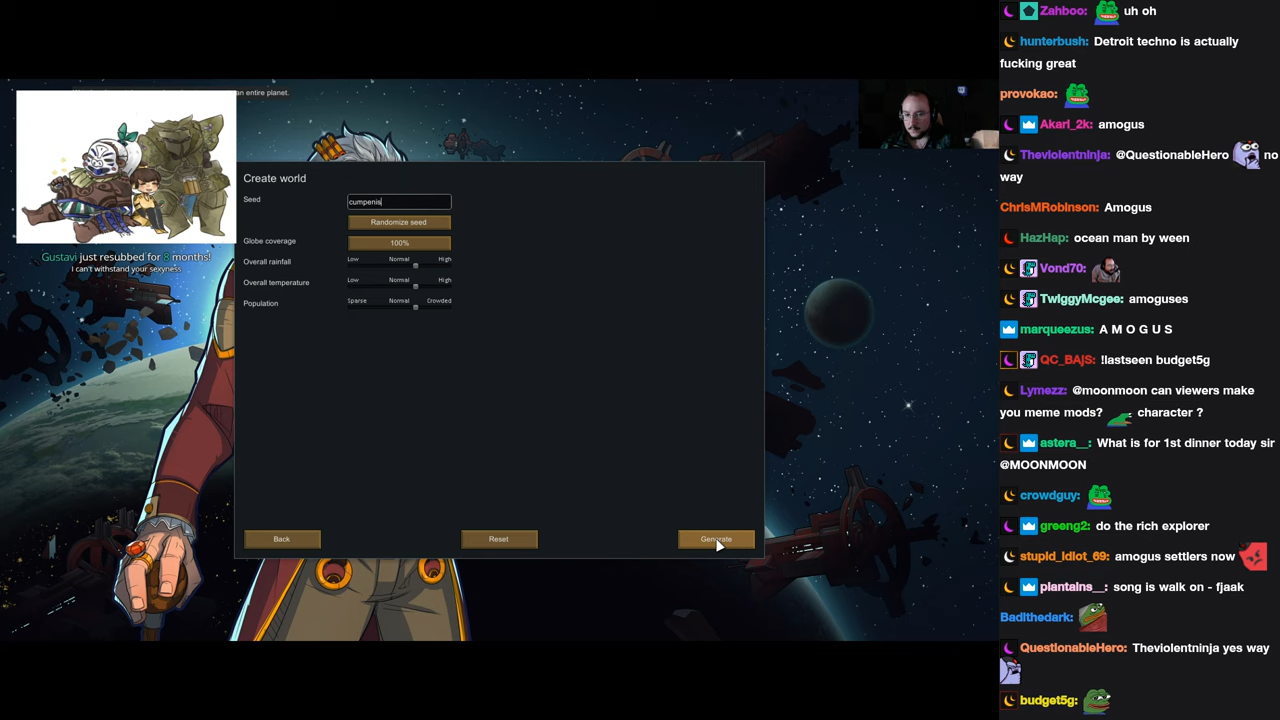 an entire planet.
Create world
Seed
cumpenis
Randomize seed
Globe coverage
100%
Overall rainfall
Low Normal High
Overall temperature
Low Normal High
Population
Sparse Normal Crowded
Back
Reset
Generate
Gustavi just resubbed for 8 months!
I can't withstand your sexyness
Zahboo: uh oh
hunterbush: Detroit techno is actually
fucking great
provokao:
Akarl_2k: amogus
Theviolentninja: @QuestionableHero no
way
ChrisMRobinson: Amogus
HazHap: ocean man by ween
Vond70:
TwiggyMcgee: amoguses
marqueezus: A M O G U S
QC_BAjS: !lastseen budget5g
Lymezz: @moonmoon can viewers make
you meme mods? character ?
astera__: What is for 1st dinner today sir
@MOONMOON
crowdguy:
greeng2: do the rich explorer
stupid_idiot_69: amogus settlers now
plantains__: song is walk on - fjaak
Badithedark:
QuestionableHero: Theviolentninja yes way
budget5g: